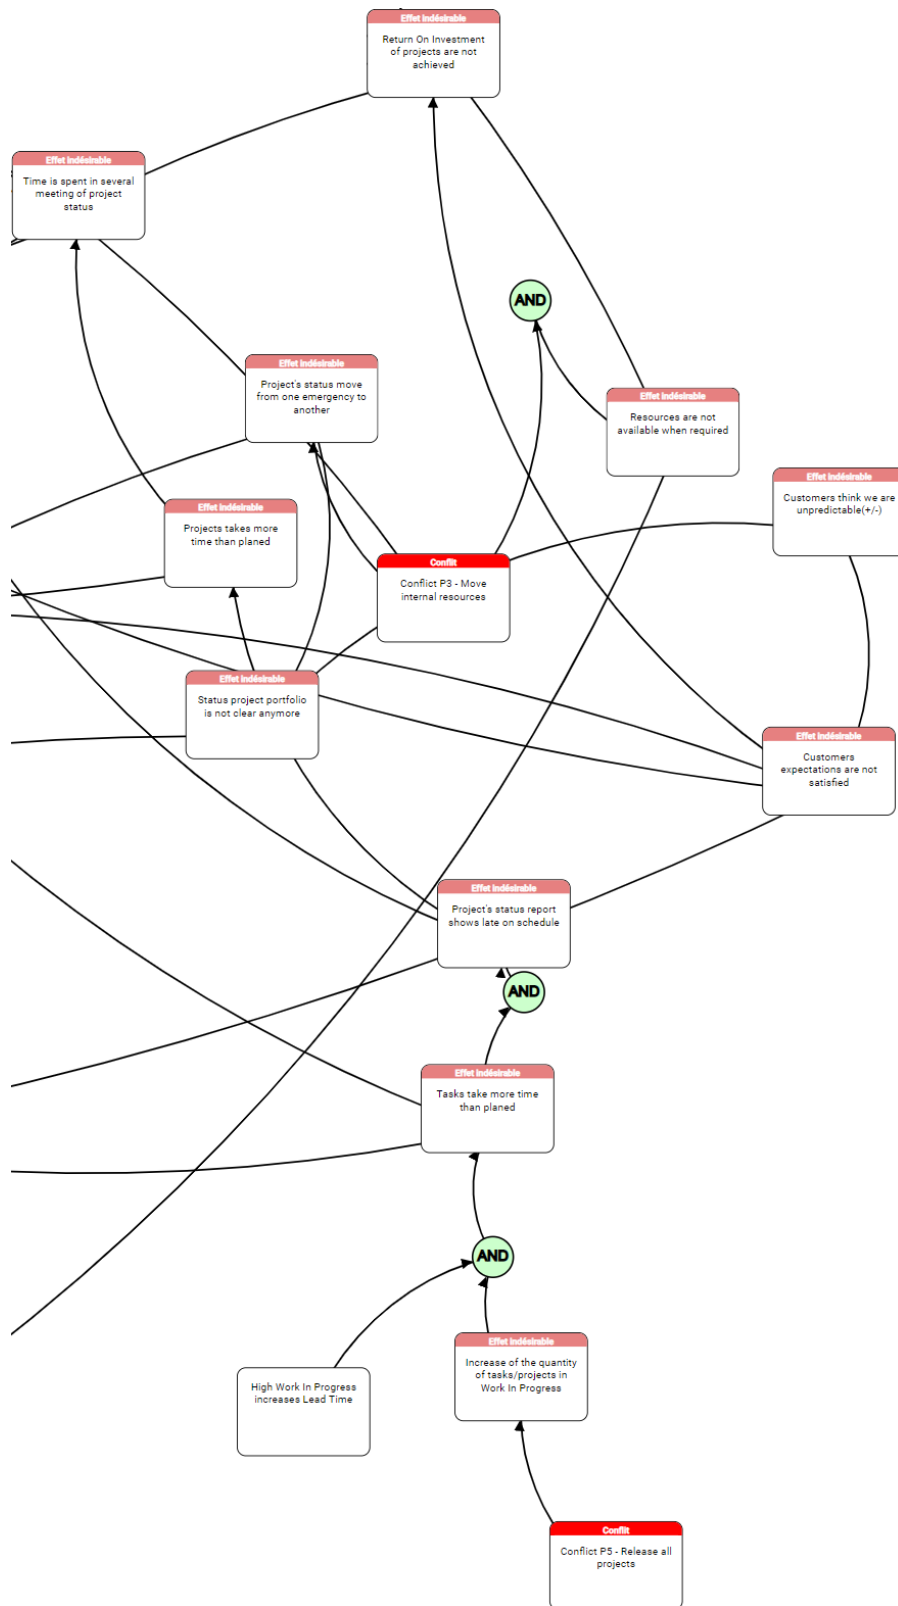 Effet indésirable
Return On Investment
of projects are not
achieved
Effet indésirable
Time is spent in several
meeting of project
status
AND
Effet indésirable
Project's status move
from one emergency to
another
Effet indésirable
Resources are not
available when required
Effet indésirable
Customers think we are
unpredictable(+/-)
Effet indésirable
Projects takes more
time than planed
Conflit
Conflict P3 - Move
internal resources
Effet indésirable
Status project portfolio
is not clear anymore
Effet indésirable
Customers
expectations are not
satisfied
Effet indésirable
Project's status report
shows late on schedule
AND
Effet indésirable
Tasks take more time
than planed
AND
Effet indésirable
Increase of the quantity
of tasks/projects in
Work In Progress
High Work In Progress
increases Lead Time
Conflit
Conflict P5 - Release all
projects